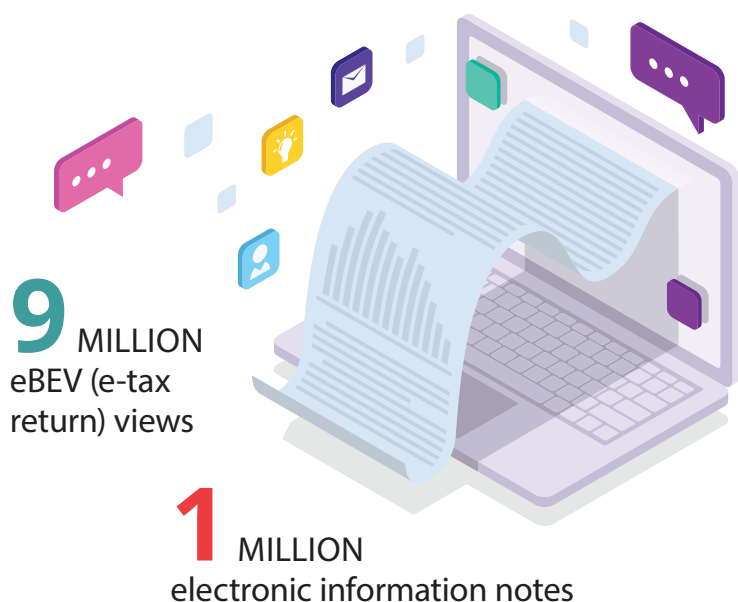 9 MILLION
eBEV (e-tax
return) views
1 MILLION
electronic information notes